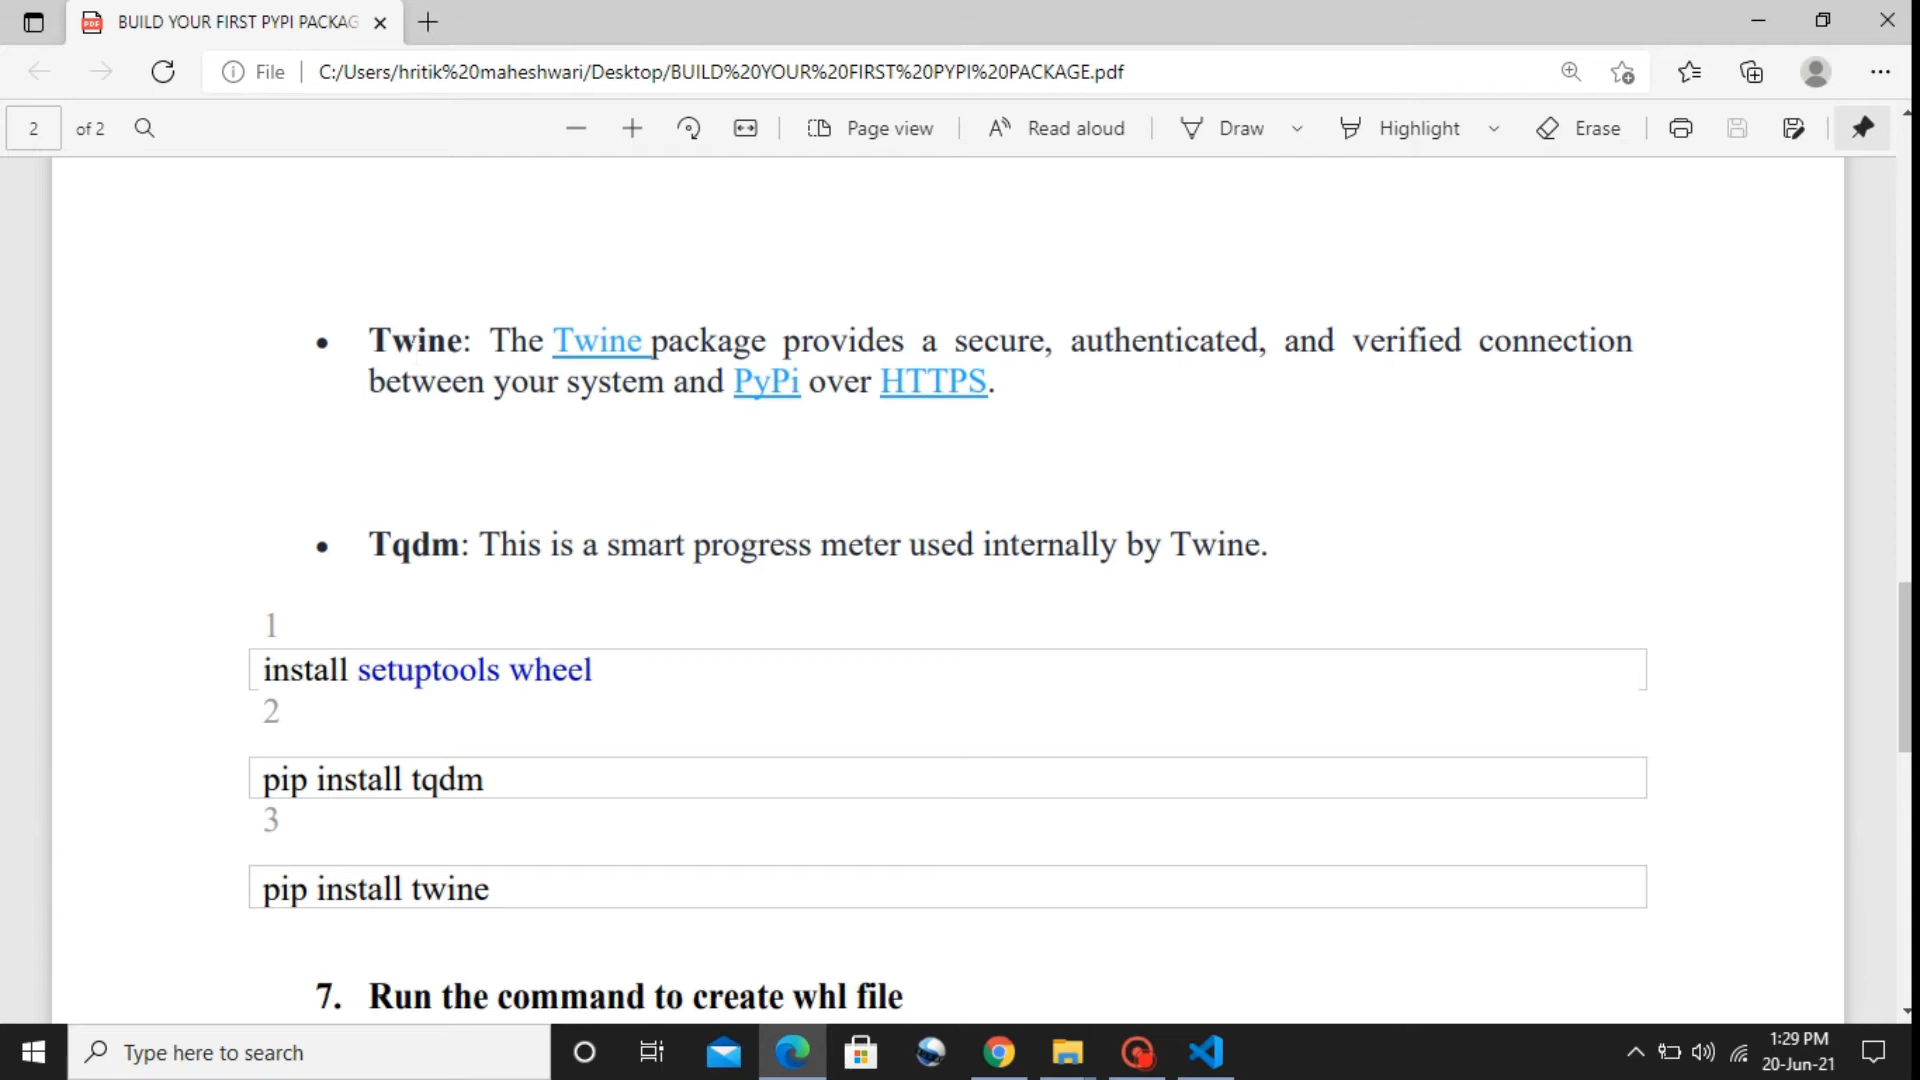 BUILD YOUR FIRST PYPI PACKAG
File
C:/Users/hritik%20maheshwari/Desktop/BUILD%20YOUR%20FIRST%20PYPI%20PACKAGE.pdf
2 of 2
Page view
Read aloud
Draw
Highlight
Erase
Twine: The Twine package provides a secure, authenticated, and verified connection
between your system and PyPi over HTTPS.
Tqdm: This is a smart progress meter used internally by Twine.
1
install setuptools wheel
2
pip install tqdm
3
pip install twine
7. Run the command to create whl file
Type here to search
1:29 PM
20-Jun-21